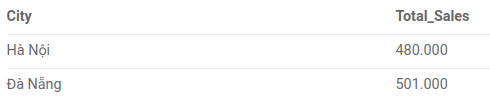 City Total_Sales
Hà Nội 480.000
Đà Nẵng 501.000